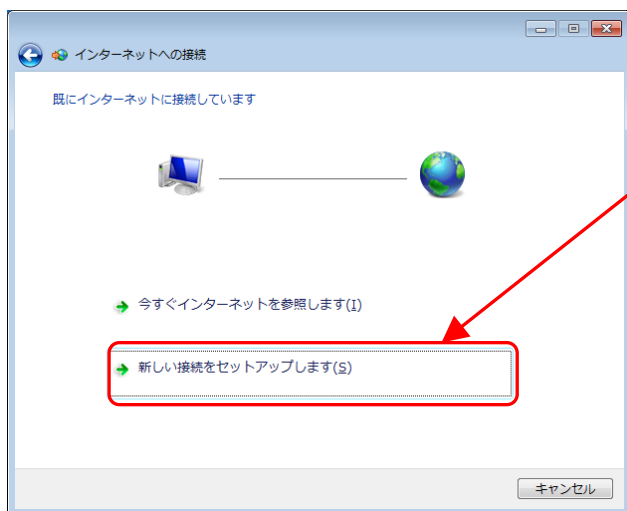 インターネットへの接続
既にインターネットに接続しています
今すぐインターネットを参照します(I)
新しい接続をセットアップします(S)
キャンセル